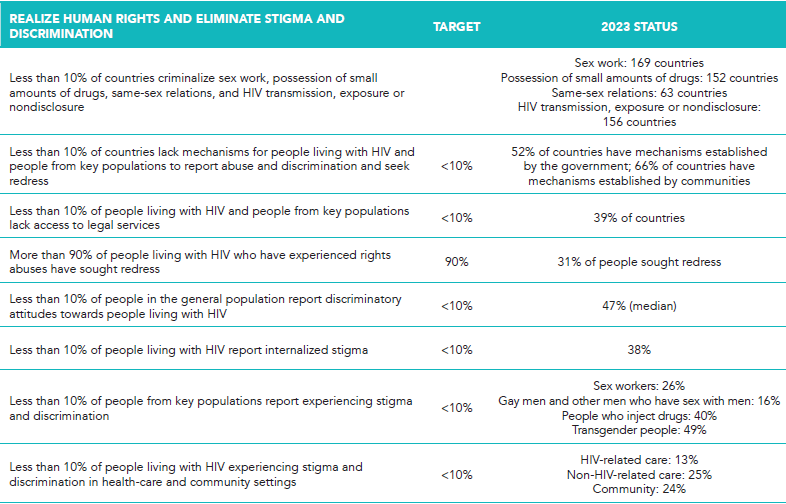 REALIZE HUMAN RIGHTS AND ELIMINATE STIGMA AND
DISCRIMINATION
TARGET
2023 STATUS
Less than 10% of countries criminalize sex work, possession of small
amounts of drugs, same-sex relations, and HIV transmission, exposure or
nondisclosure
Sex work: 169 countries
Possession of small amounts of drugs: 152 countries
Same-sex relations: 63 countries
HIV transmission, exposure or nondisclosure:
156 countries
Less than 10% of countries lack mechanisms for people living with HIV and
people from key populations to report abuse and discrimination and seek
redress
<10%
52% of countries have mechanisms established
by the government; 66% of countries have
mechanisms established by communities
Less than 10% of people living with HIV and people from key populations
lack access to legal services
<10%
39% of countries
More than 90% of people living with HIV who have experienced rights
abuses have sought redress
90%
31% of people sought redress
Less than 10% of people in the general population report discriminatory
attitudes towards people living with HIV
<10%
47% (median)
Less than 10% of people living with HIV report internalized stigma
<10%
38%
Less than 10% of people from key populations report experiencing stigma
and discrimination
<10%
Sex workers: 26%
Gay men and other men who have sex with men: 16%
People who inject drugs: 40%
Transgender people: 49%
Less than 10% of people living with HIV experiencing stigma and
discrimination in health-care and community settings
<10%
HIV-related care: 13%
Non-HIV-related care: 25%
Community: 24%